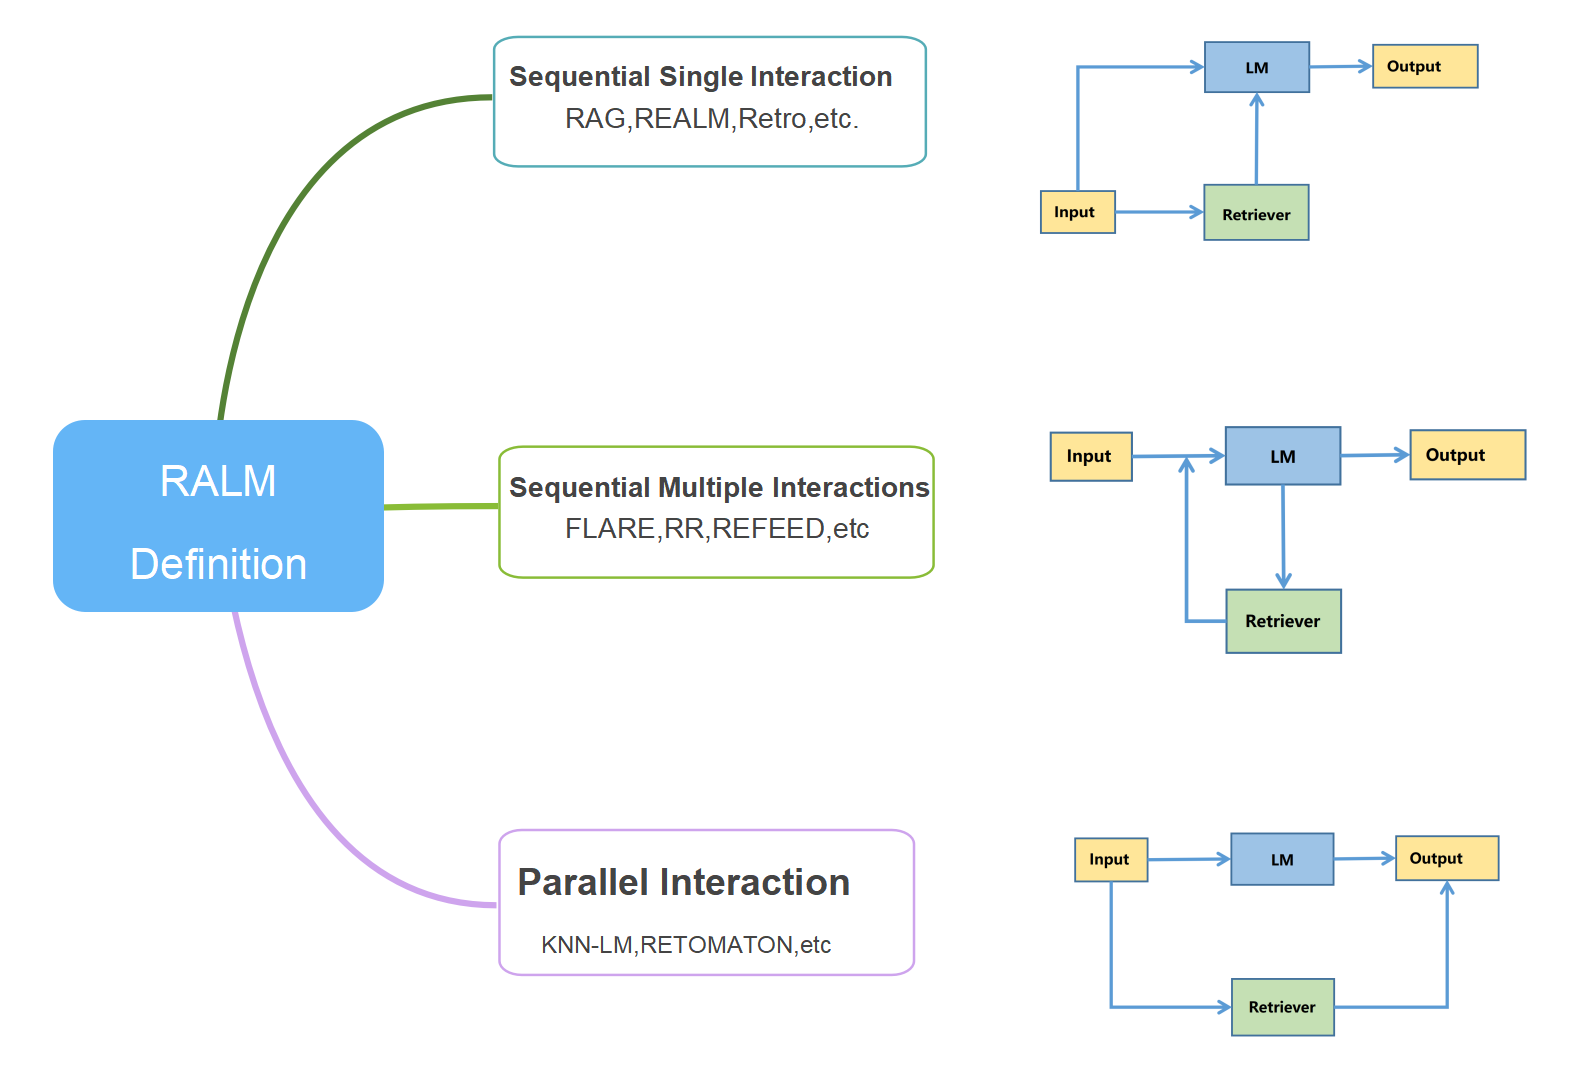 Sequential Single Interaction
RAG,REALM,Retro,etc.
LM
Output
Input
Retriever
RALM
Definition
Sequential Multiple Interactions
FLARE,RR,REFEED,etc
Input
LM
Output
Retriever
Parallel Interaction
KNN-LM,RETOMATON,etc
Input
LM
Output
Retriever